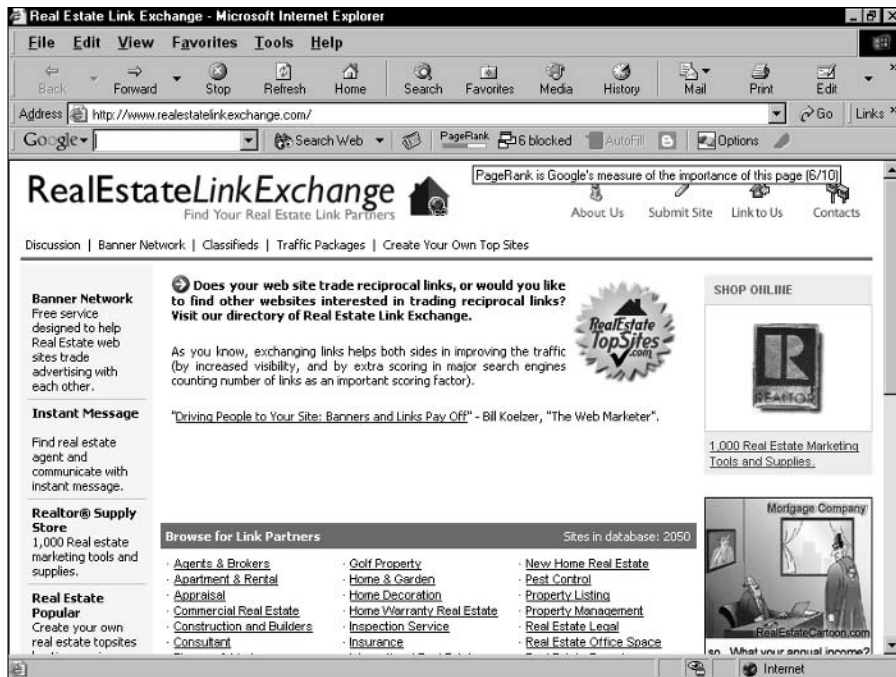 Real Estate Link Exchange - Microsoft Internet Explorer
File Edit View Favorites Tools Help
Back Forward Stop Refresh Home Search Favorites Media History Mail Print Edit
Address http://www.realestatelinkexchange.com/ Go Links
Google Search Web PageRank 6 blocked AutoFill Options
PageRank is Google's measure of the importance of this page (6/10)
RealEstateLinkExchange
Find Your Real Estate Link Partners
About Us Submit Site Link to Us Contacts
Discussion | Banner Network | Classifieds | Traffic Packages | Create Your Own Top Sites
Banner Network
Free service
designed to help
Real Estate web
sites trade
advertising with
each other.
Instant Message
Find real estate
agent and
communicate with
instant message.
Realtor® Supply
Store
1,000 Real estate
marketing tools and
supplies.
Real Estate
Popular
Create your own
real estate topsites
Does your web site trade reciprocal links, or would you like
to find other websites interested in trading reciprocal links?
Visit our directory of Real Estate Link Exchange.
As you know, exchanging links helps both sides in improving the traffic
(by increased visibility, and by extra scoring in major search engines
counting number of links as an important scoring factor).
"Driving People to Your Site: Banners and Links Pay Off" - Bill Koelzer, "The Web Marketer".
RealEstate
TopSites
.com
Browse for Link Partners Sites in database: 2050
· Agents & Brokers
· Apartment & Rental
· Appraisal
· Commercial Real Estate
· Construction and Builders
· Consultant
· Golf Property
· Home & Garden
· Home Decoration
· Home Warranty Real Estate
· Inspection Service
· Insurance
· New Home Real Estate
· Pest Control
· Property Listing
· Property Management
· Real Estate Legal
· Real Estate Office Space
SHOP ONLINE
R
REALTOR
1,000 Real Estate Marketing
Tools and Supplies.
Mortgage Company
RealEstateCartoon.com
so.. What your annual income?
Internet